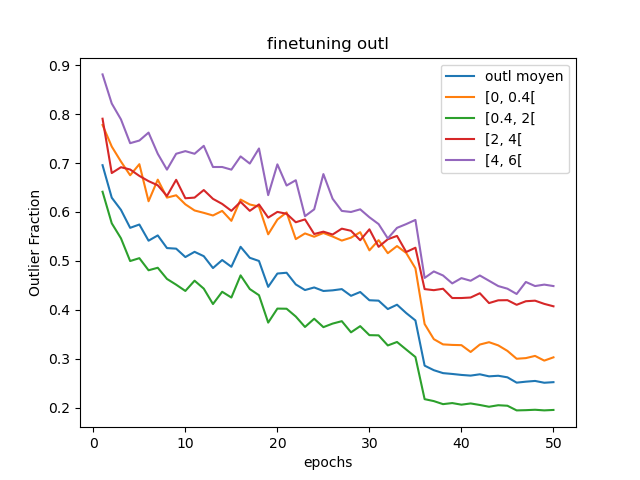 finetuning outl
outl moyen
[0, 0.4[
[0.4, 2[
[2, 4[
[4, 6[
Outlier Fraction
0.9
0.8
0.7
0.6
0.5
0.4
0.3
0.2
0 10 20 30 40 50
epochs